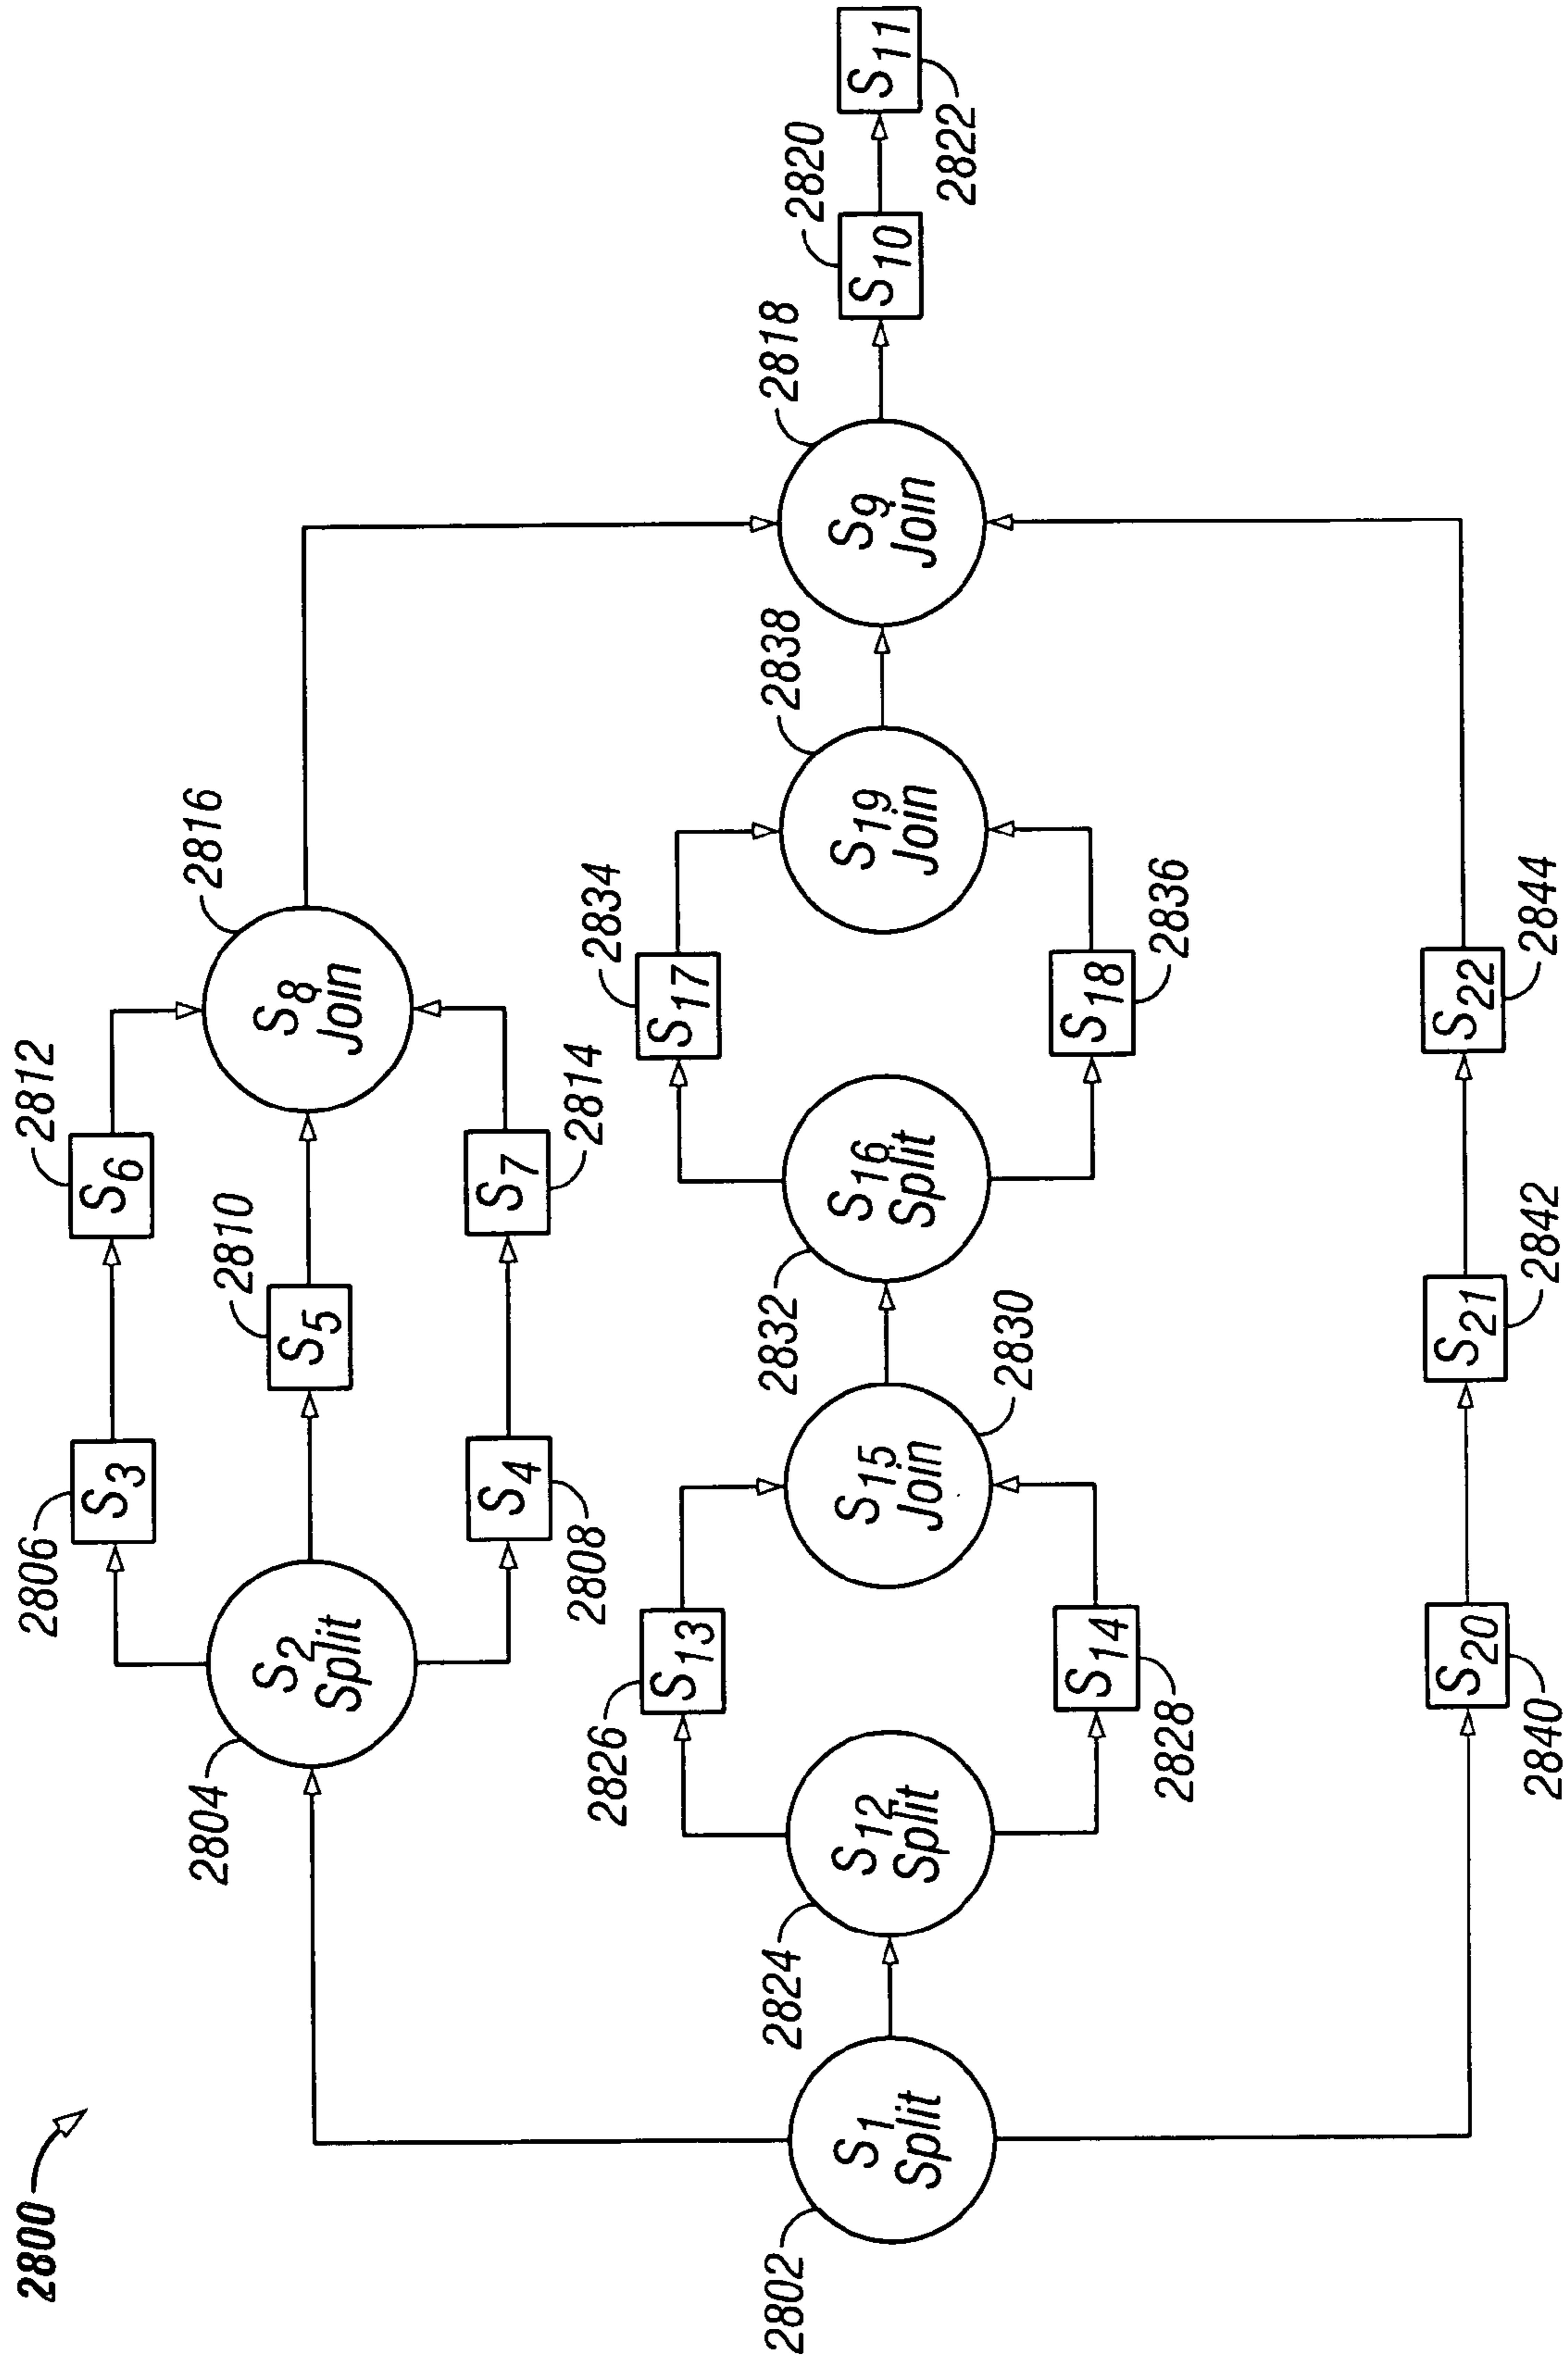 2800
2802
S1
Split
2804
S2
Split
2806
S3
2808
S4
2810
S5
2812
S6
2814
S7
2816
S8
Join
2824
S12
Split
2826
S13
2828
S14
2830
S15
Join
2832
S16
Split
2834
S17
2836
S18
2838
S19
Join
2818
S9
Join
2820
S10
2822
S11
2840
S20
2842
S21
2844
S22